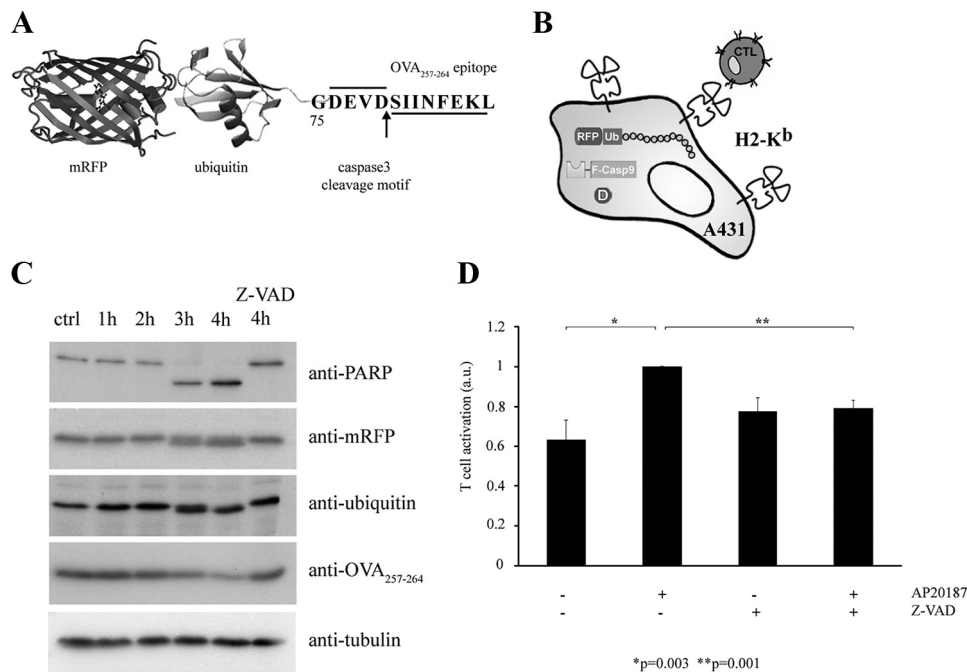 A
OVA257-264 epitope
GDEVDSIINFEKL
75
mRFP
ubiquitin
caspase3
cleavage motif
B
CTL
RFP Ub
H2-Kb
F-Casp9
D
A431
C
Z-VAD
ctrl 1h 2h 3h 4h 4h
anti-PARP
anti-mRFP
anti-ubiquitin
anti-OVA257-264
anti-tubulin
D
* **
T cell activation (a.u.)
1.2
1
0.8
0.6
0.4
0.2
0
- + - + AP20187
- - + + Z-VAD
*p=0.003 **p=0.001